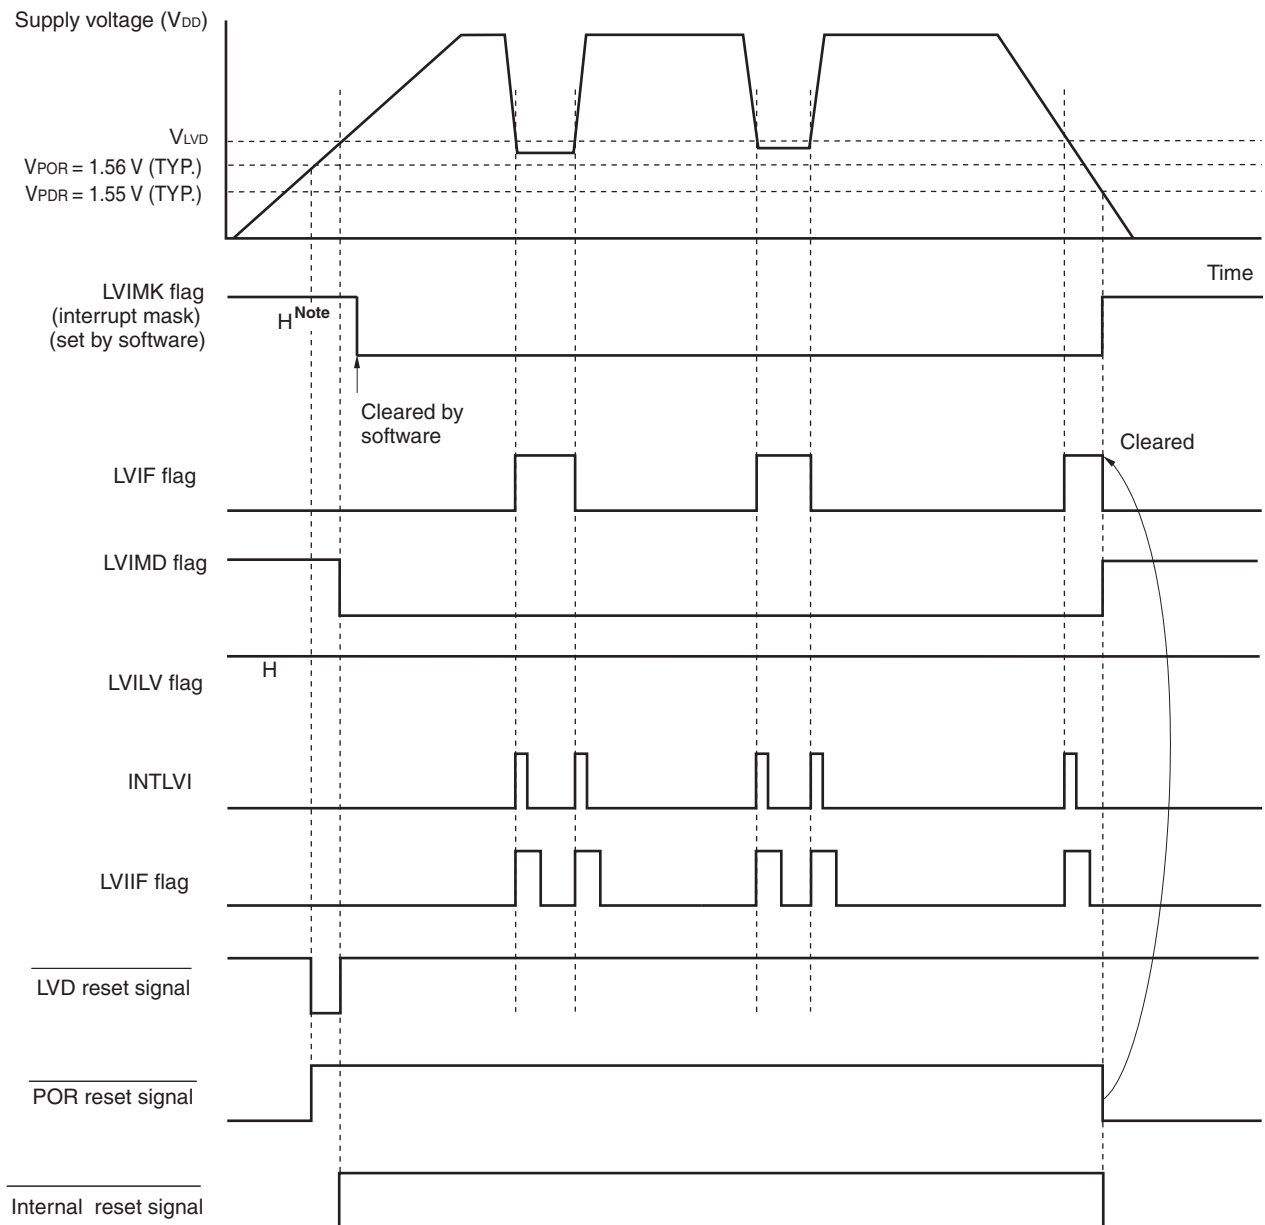 Supply voltage (VDD)
VLVD
VPOR = 1.56 V (TYP.)
VPDR = 1.55 V (TYP.)
Time
LVIMK flag
(interrupt mask)
(set by software)
H Note
Cleared by
software
Cleared
LVIF flag
LVIMD flag
H
LVILV flag
INTLVI
LVIIF flag
LVD reset signal
POR reset signal
Internal reset signal